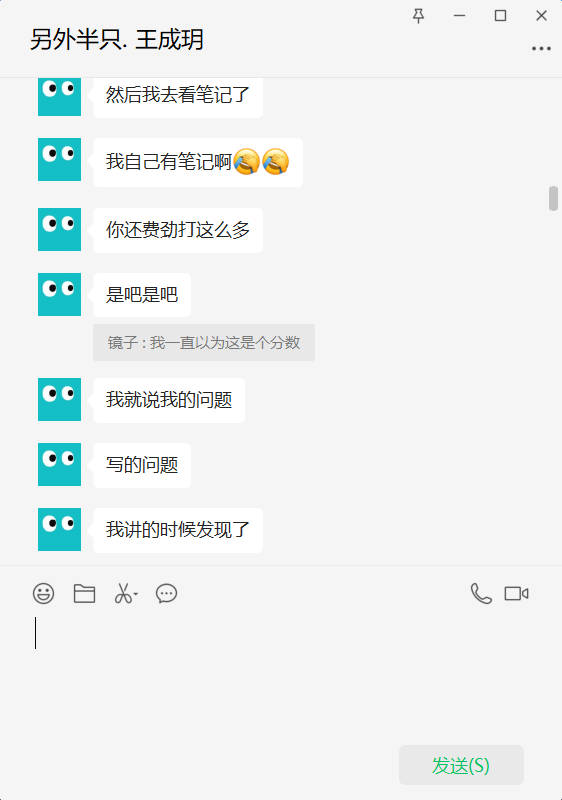 另外半只. 王成玥
然后我去看笔记了
我自己有笔记啊🤣🤣
你还费劲打这么多
是吧是吧
镜子 : 我一直以为这是个分数
我就说我的问题
写的问题
我讲的时候发现了
发送(S)